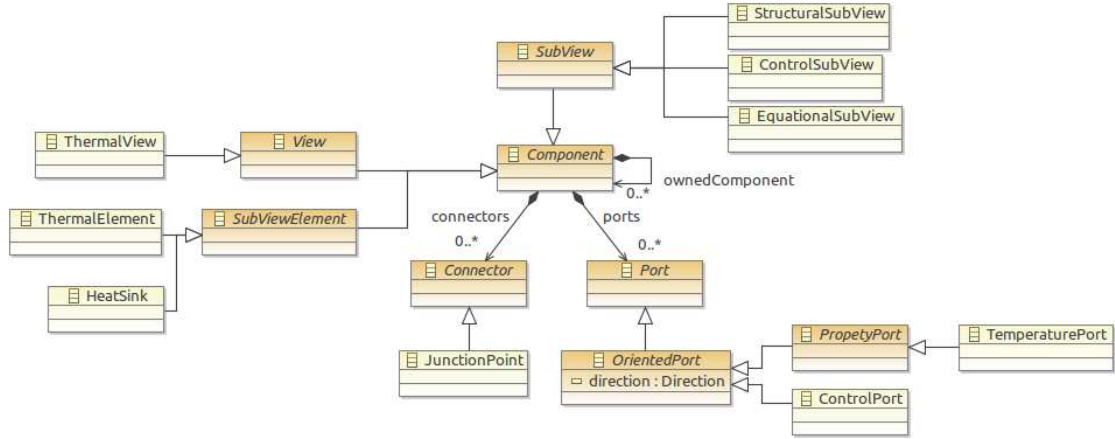 StructuralSubView
SubView
ControlSubView
EquationalSubView
ThermalView
View
Component
ownedComponent
0..*
ThermalElement
SubViewElement
connectors
ports
0..*
0..*
Connector
Port
HeatSink
PropetyPort
TemperaturePort
JunctionPoint
OrientedPort
direction : Direction
ControlPort